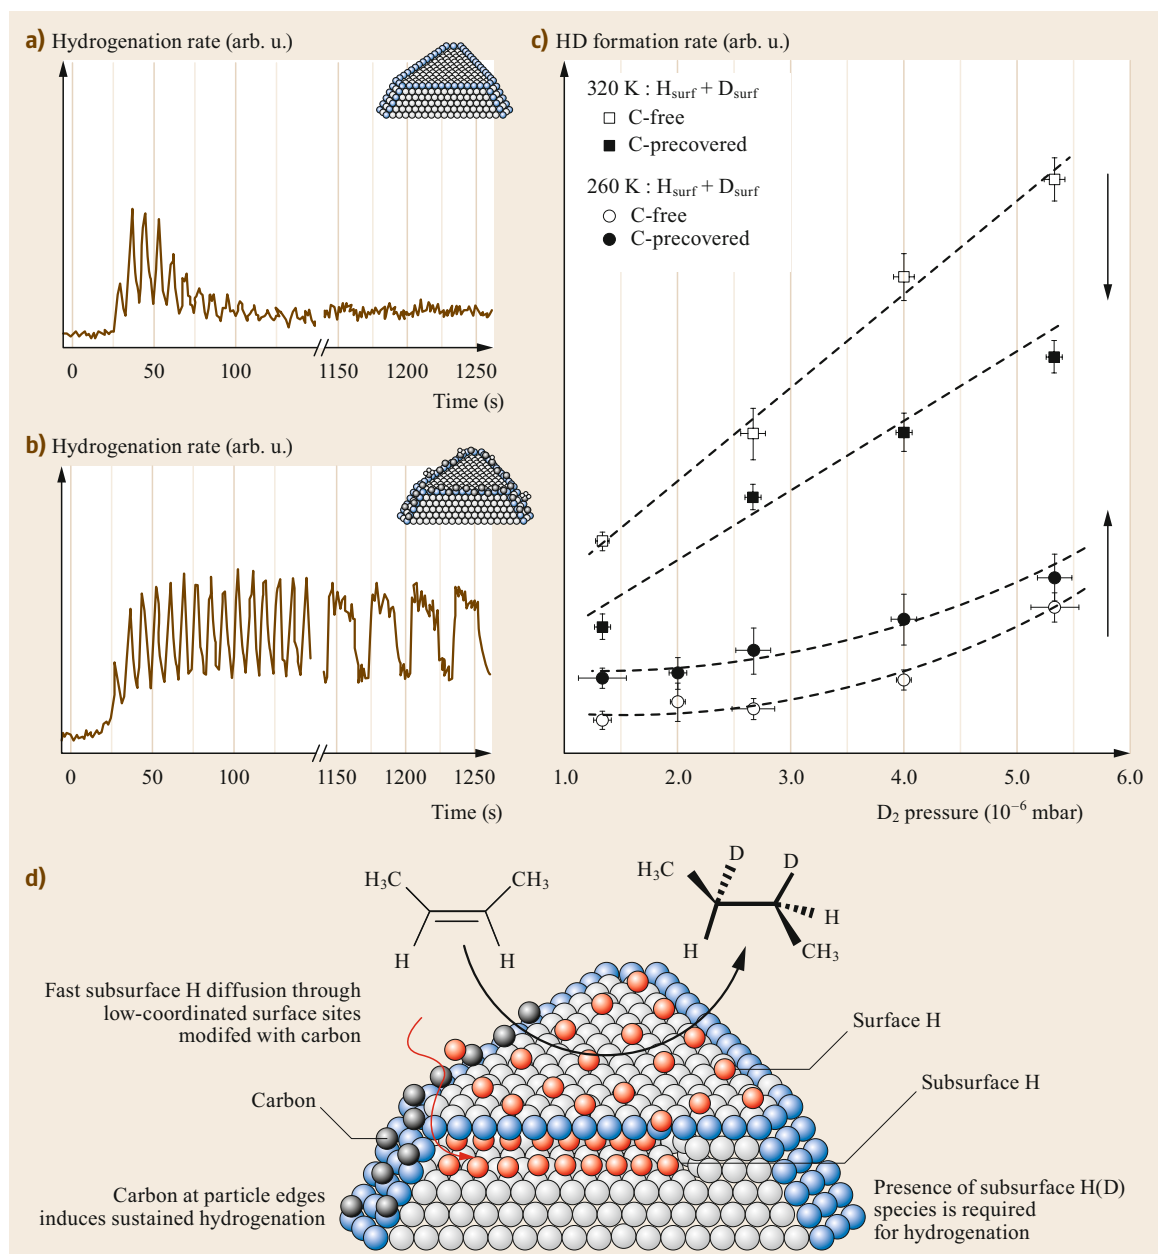 a) Hydrogenation rate (arb. u.)
0 50 100 1150 1200 1250
Time (s)
b) Hydrogenation rate (arb. u.)
0 50 100 1150 1200 1250
Time (s)
c) HD formation rate (arb. u.)
320 K : H_surf + D_surf
C-free
C-precovered
260 K : H_surf + D_surf
C-free
C-precovered
1.0 2.0 3.0 4.0 5.0 6.0
D₂ pressure (10⁻⁶ mbar)
d)
H₃C CH₃
H H
D D
H₃C
H
H
CH₃
Fast subsurface H diffusion through
low-coordinated surface sites
modifed with carbon
Carbon
Carbon at particle edges
induces sustained hydrogenation
Surface H
Subsurface H
Presence of subsurface H(D)
species is required
for hydrogenation